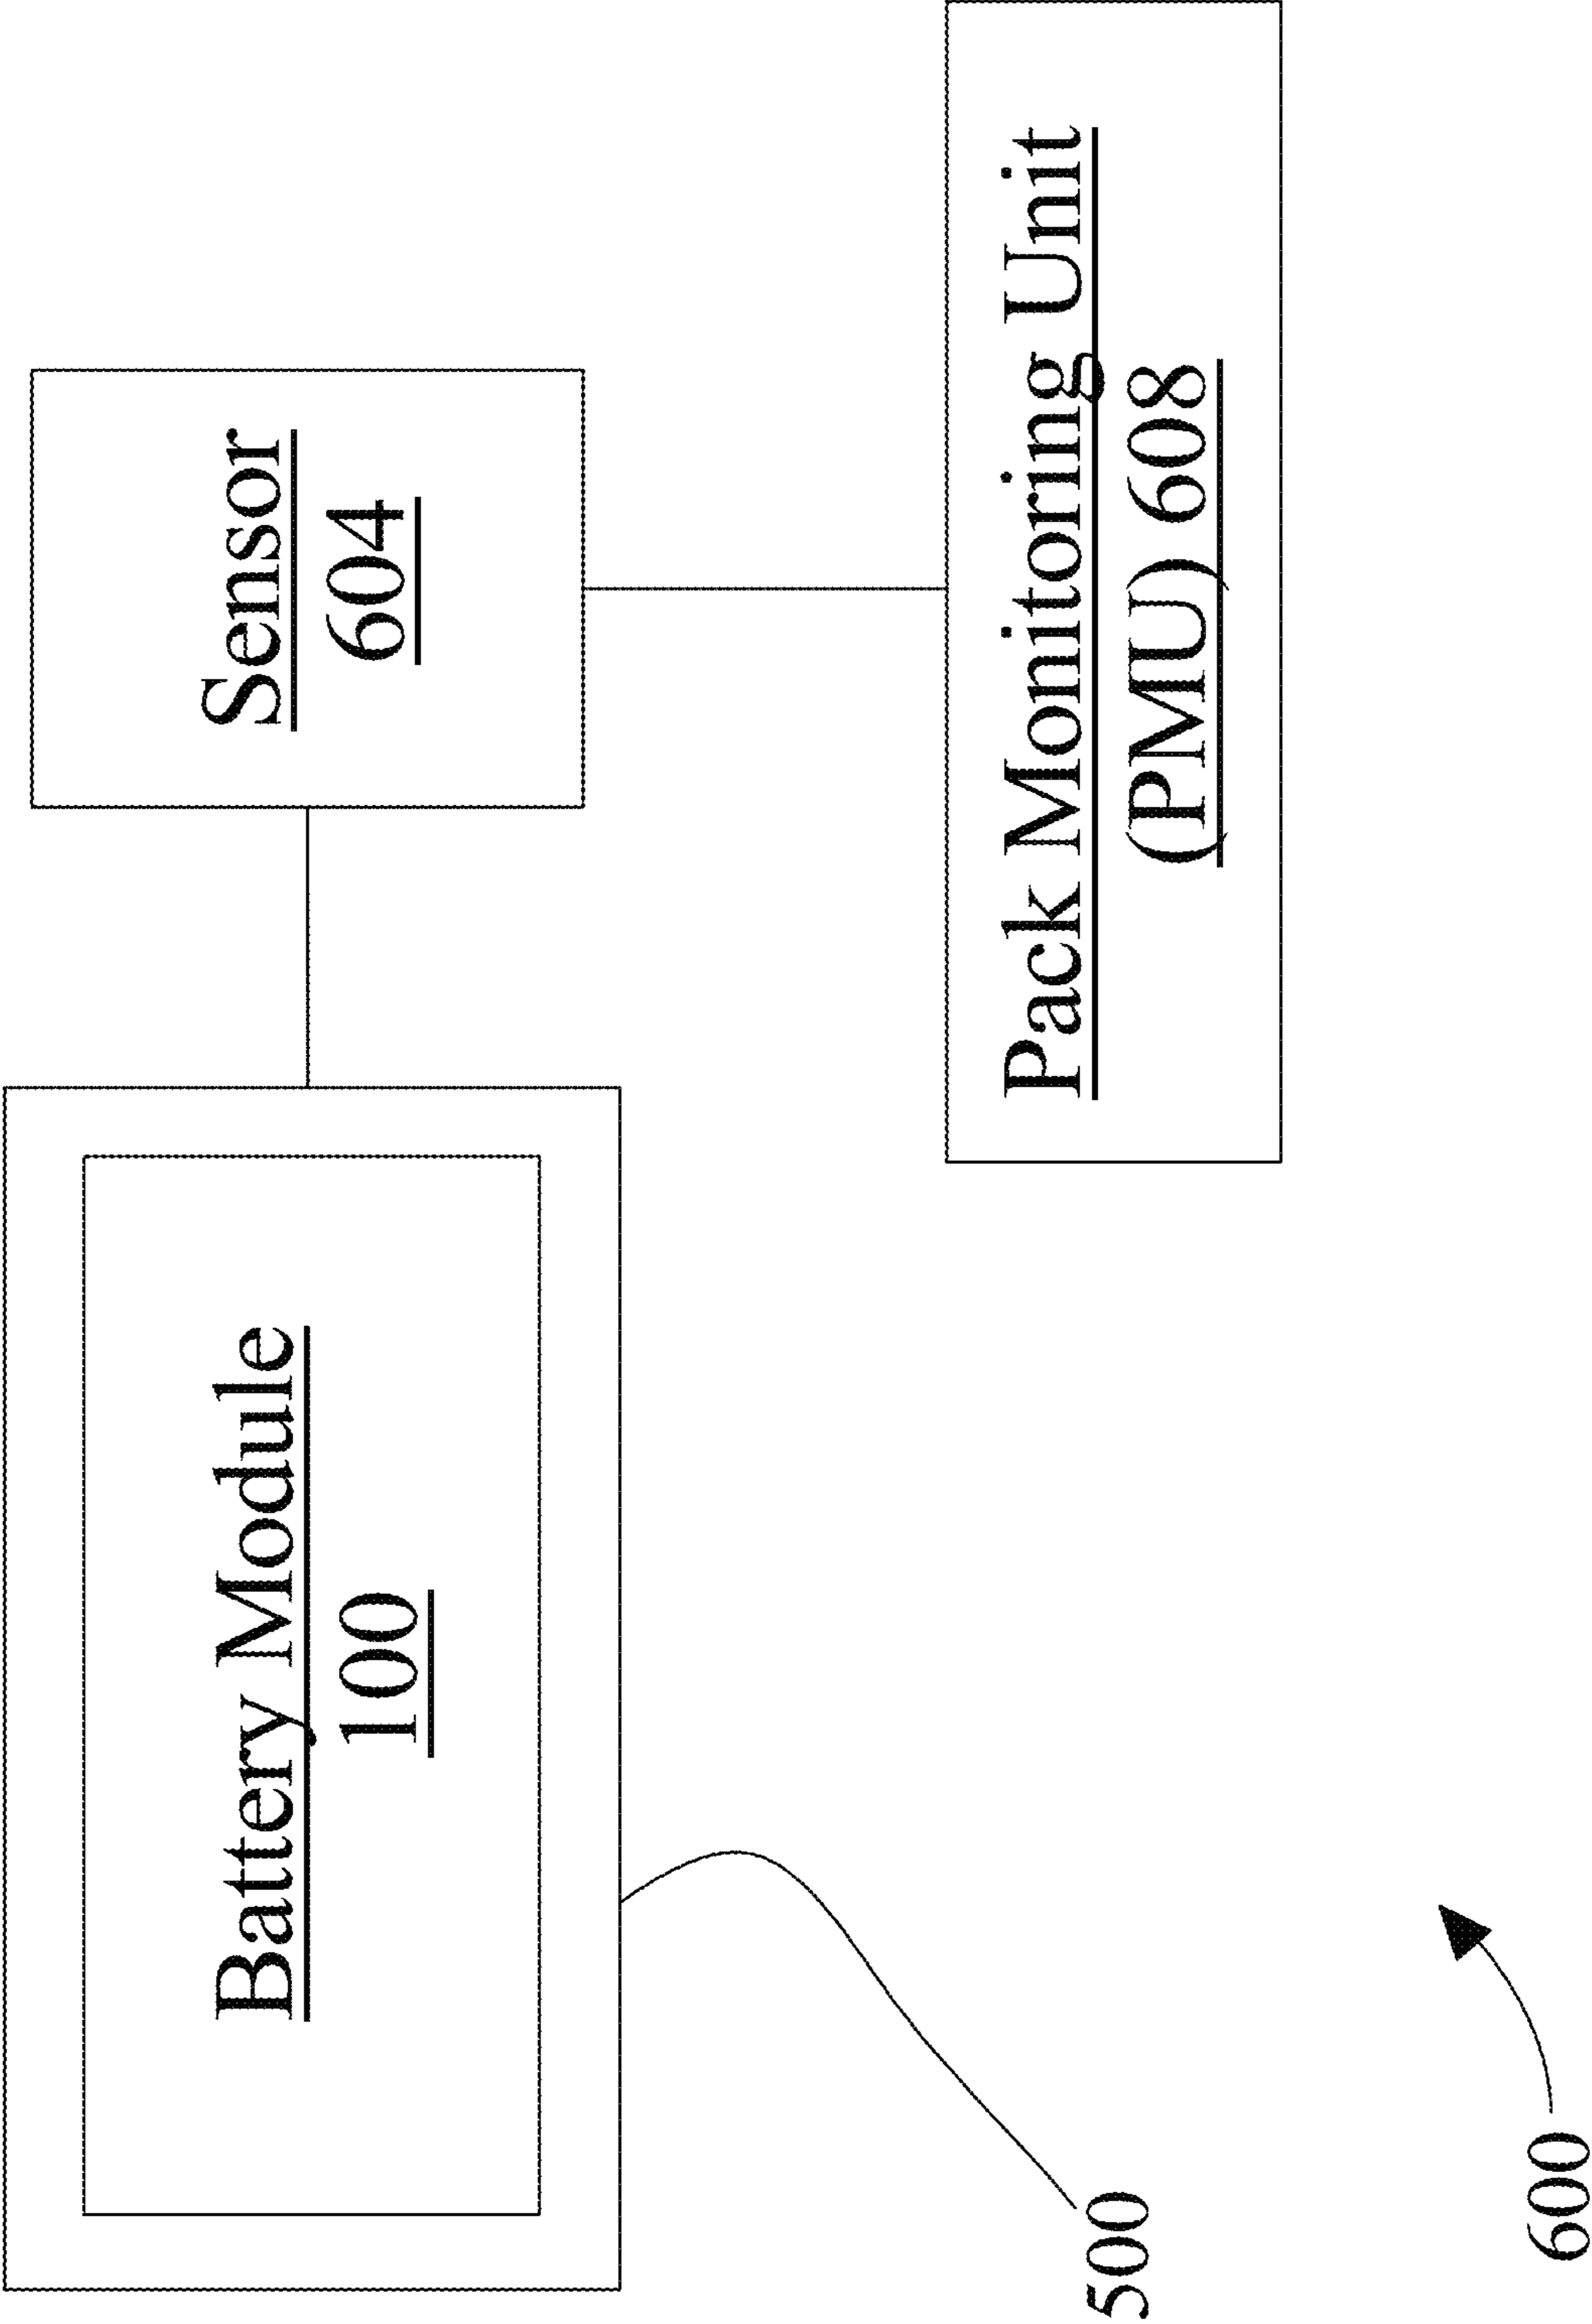 Battery Module
100
Sensor
604
Pack Monitoring Unit
(PMU) 608
500
600